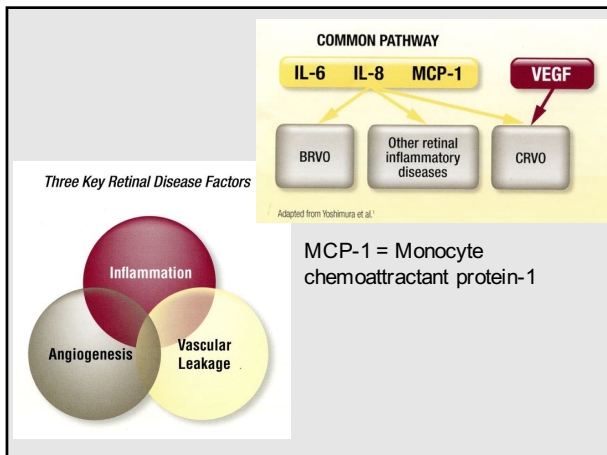 COMMON PATHWAY
IL-6 IL-8 MCP-1
VEGF
BRVO
Other retinal
inflammatory
diseases
CRVO
Adapted from Yoshimura et al.¹
Three Key Retinal Disease Factors
Inflammation
Angiogenesis
Vascular
Leakage
MCP-1 = Monocyte
chemoattractant protein-1